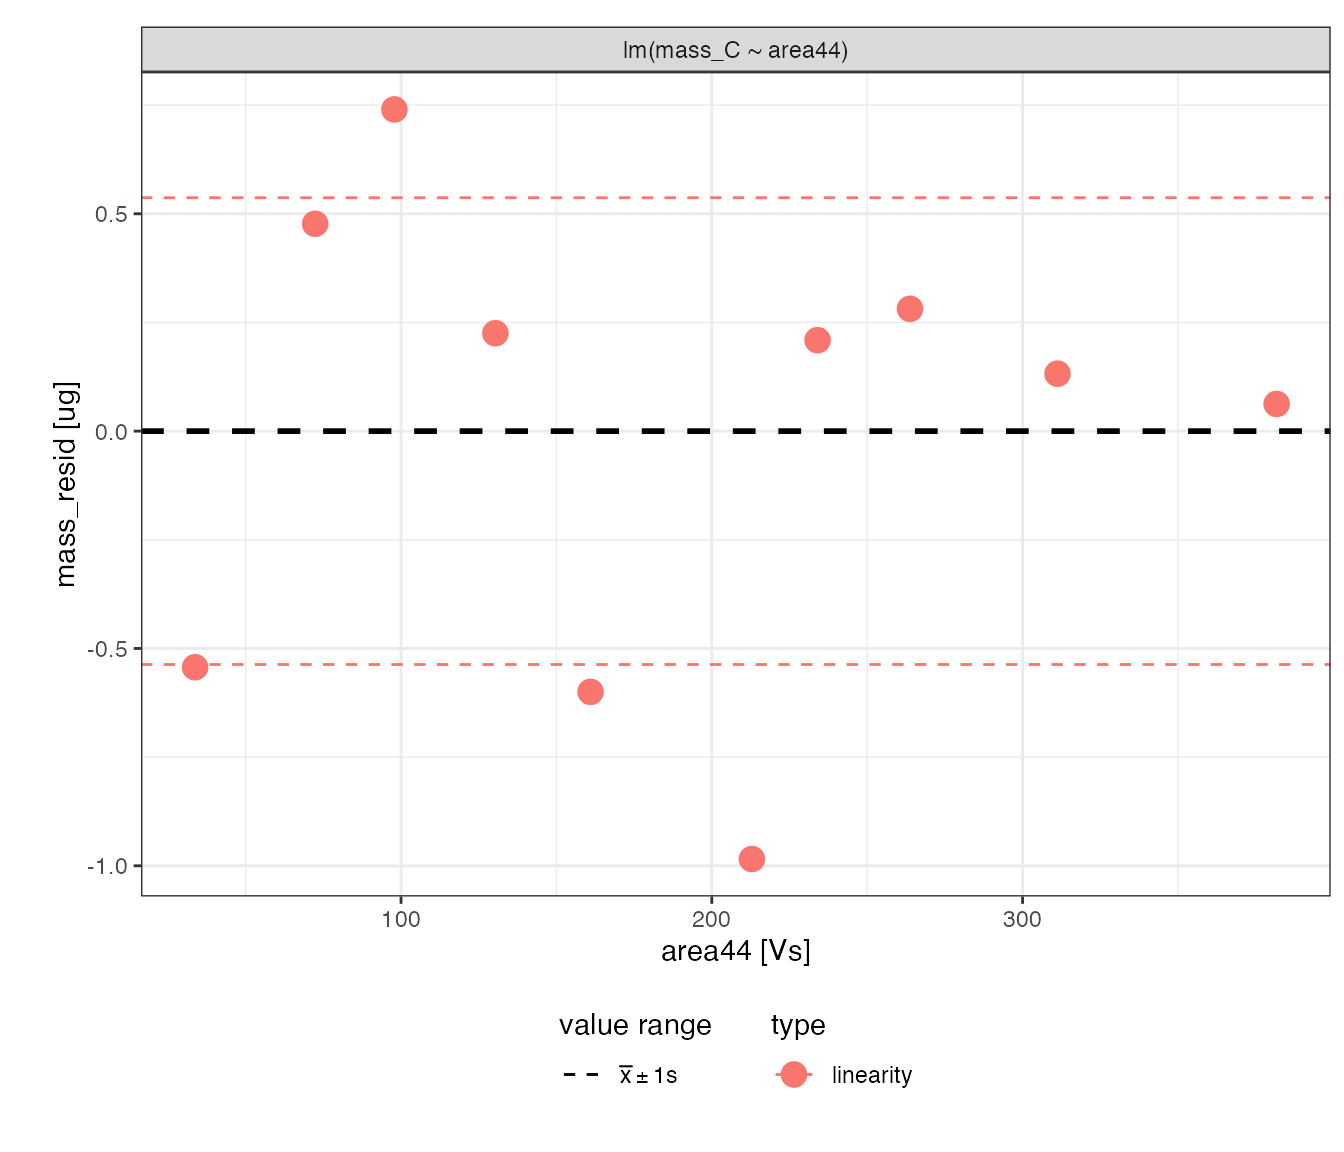 lm(mass_C ~ area44)
mass_resid [ug]
0.5
0.0
-0.5
-1.0
100 200 300
area44 [Vs]
value range type
x̅ ± 1s linearity